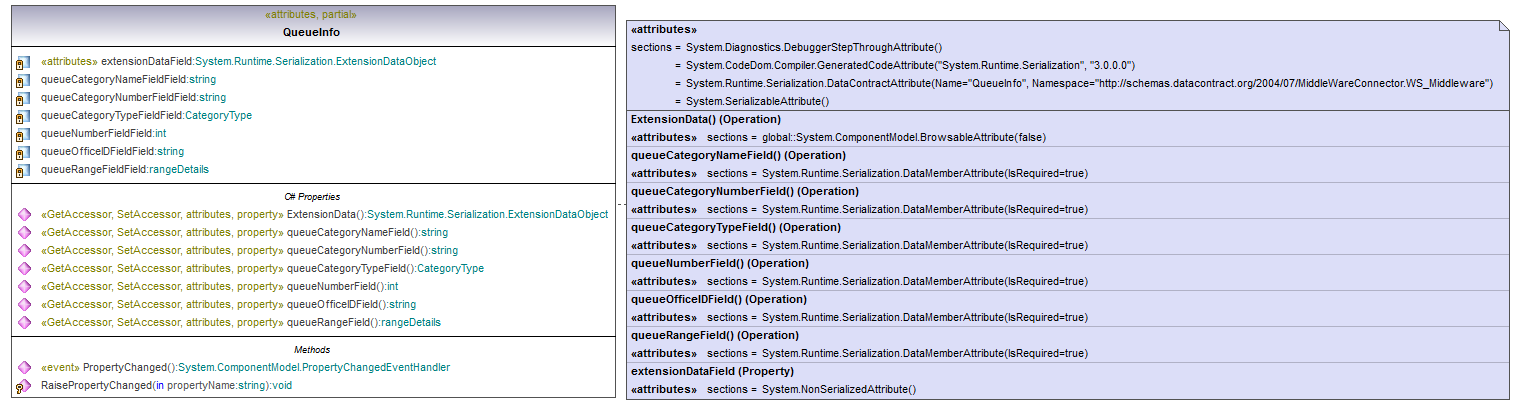 «attributes, partial»
QueueInfo
«attributes» extensionDataField:System.Runtime.Serialization.ExtensionDataObject
queueCategoryNameFieldField:string
queueCategoryNumberFieldField:string
queueCategoryTypeFieldField:CategoryType
queueNumberFieldField:int
queueOfficeIDFieldField:string
queueRangeFieldField:rangeDetails
C# Properties
«GetAccessor, SetAccessor, attributes, property» ExtensionData():System.Runtime.Serialization.ExtensionDataObject
«GetAccessor, SetAccessor, attributes, property» queueCategoryNameField():string
«GetAccessor, SetAccessor, attributes, property» queueCategoryNumberField():string
«GetAccessor, SetAccessor, attributes, property» queueCategoryTypeField():CategoryType
«GetAccessor, SetAccessor, attributes, property» queueNumberField():int
«GetAccessor, SetAccessor, attributes, property» queueOfficeIDField():string
«GetAccessor, SetAccessor, attributes, property» queueRangeField():rangeDetails
Methods
«event» PropertyChanged():System.ComponentModel.PropertyChangedEventHandler
RaisePropertyChanged(in propertyName:string):void
«attributes»
sections = System.Diagnostics.DebuggerStepThroughAttribute()
= System.CodeDom.Compiler.GeneratedCodeAttribute("System.Runtime.Serialization", "3.0.0.0")
= System.Runtime.Serialization.DataContractAttribute(Name="QueueInfo", Namespace="http://schemas.datacontract.org/2004/07/MiddleWareConnector.WS_Middleware")
= System.SerializableAttribute()
ExtensionData() (Operation)
«attributes» sections = global::System.ComponentModel.BrowsableAttribute(false)
queueCategoryNameField() (Operation)
«attributes» sections = System.Runtime.Serialization.DataMemberAttribute(IsRequired=true)
queueCategoryNumberField() (Operation)
«attributes» sections = System.Runtime.Serialization.DataMemberAttribute(IsRequired=true)
queueCategoryTypeField() (Operation)
«attributes» sections = System.Runtime.Serialization.DataMemberAttribute(IsRequired=true)
queueNumberField() (Operation)
«attributes» sections = System.Runtime.Serialization.DataMemberAttribute(IsRequired=true)
queueOfficeIDField() (Operation)
«attributes» sections = System.Runtime.Serialization.DataMemberAttribute(IsRequired=true)
queueRangeField() (Operation)
«attributes» sections = System.Runtime.Serialization.DataMemberAttribute(IsRequired=true)
extensionDataField (Property)
«attributes» sections = System.NonSerializedAttribute()